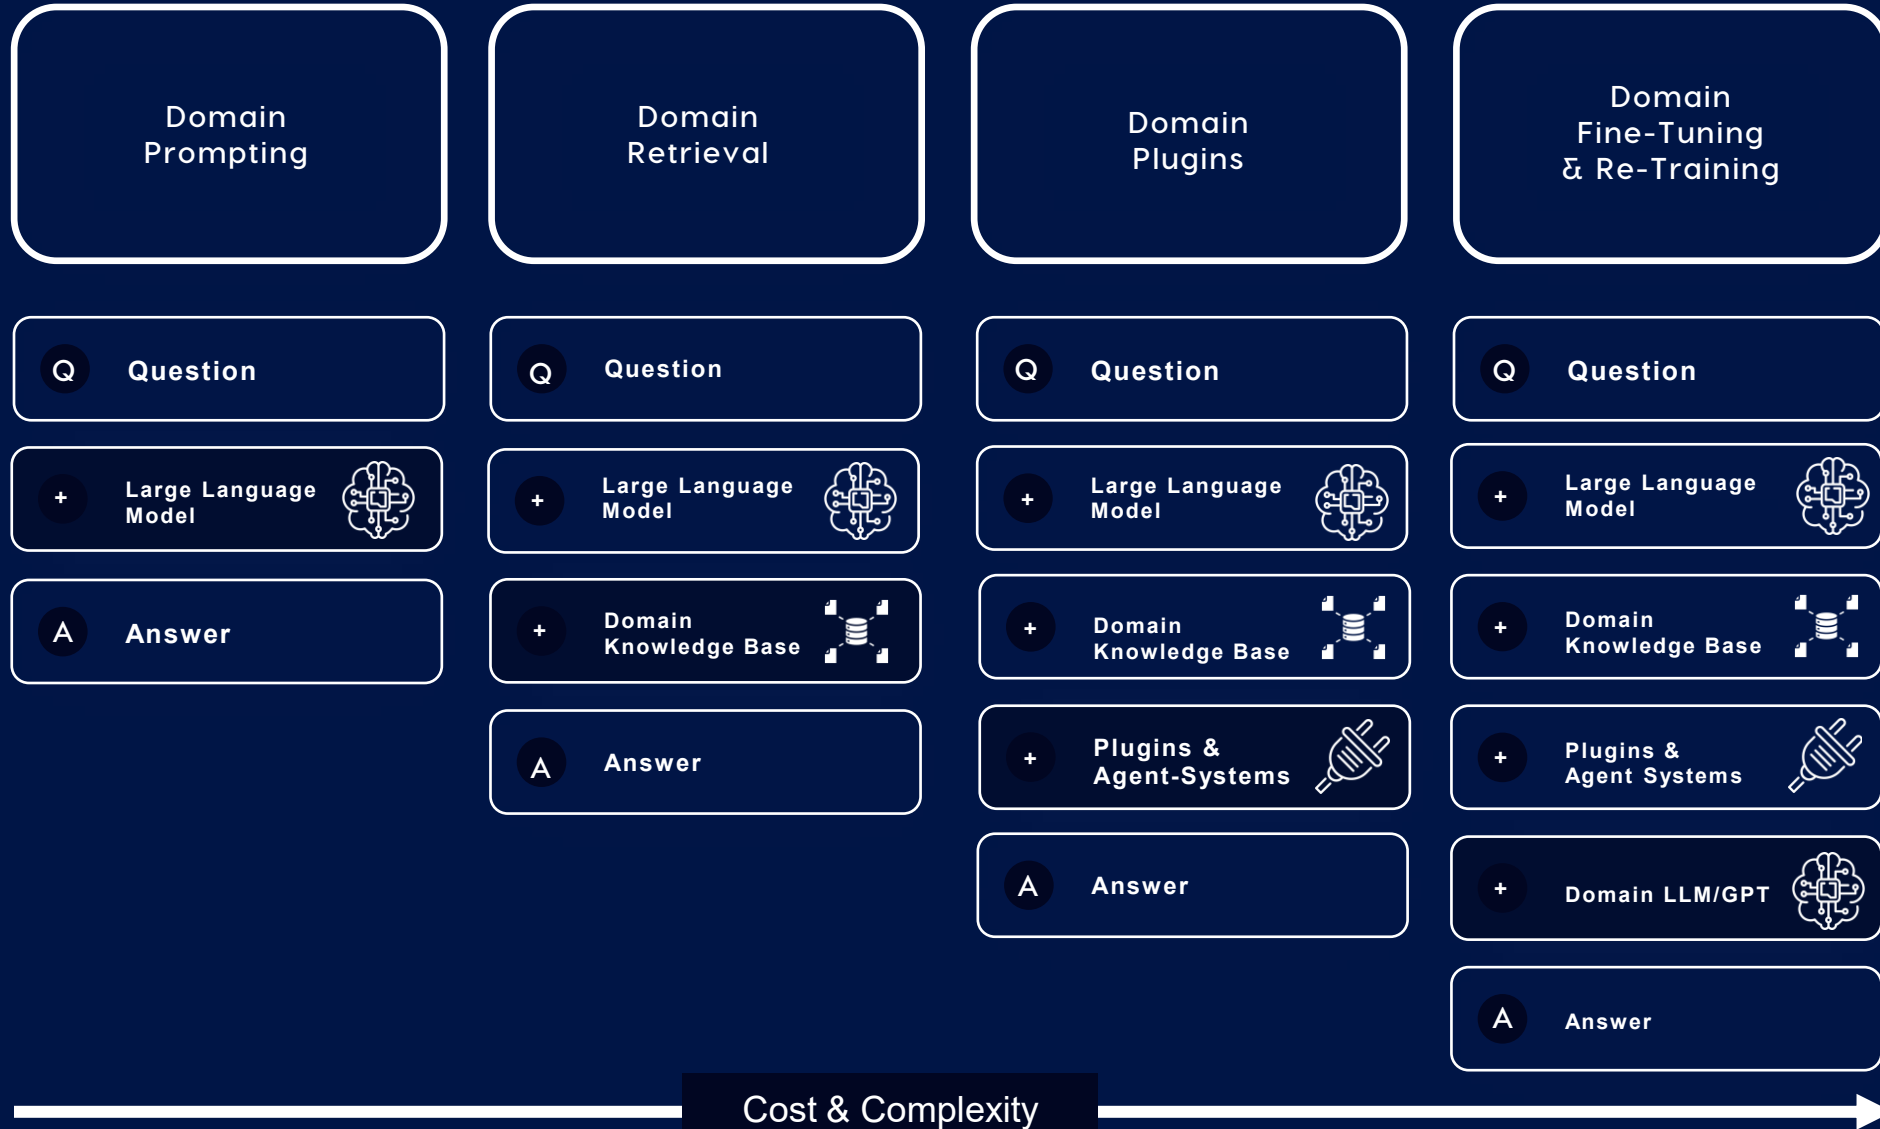 Domain
Prompting
Domain
Retrieval
Domain
Plugins
Domain
Fine-Tuning
& Re-Training
Q Question
+ Large Language
Model
A Answer
Q Question
+ Large Language
Model
+ Domain
Knowledge Base
A Answer
Q Question
+ Large Language
Model
+ Domain
Knowledge Base
+ Plugins &
Agent-Systems
A Answer
Q Question
+ Large Language
Model
+ Domain
Knowledge Base
+ Plugins &
Agent Systems
+ Domain LLM/GPT
A Answer
Cost & Complexity